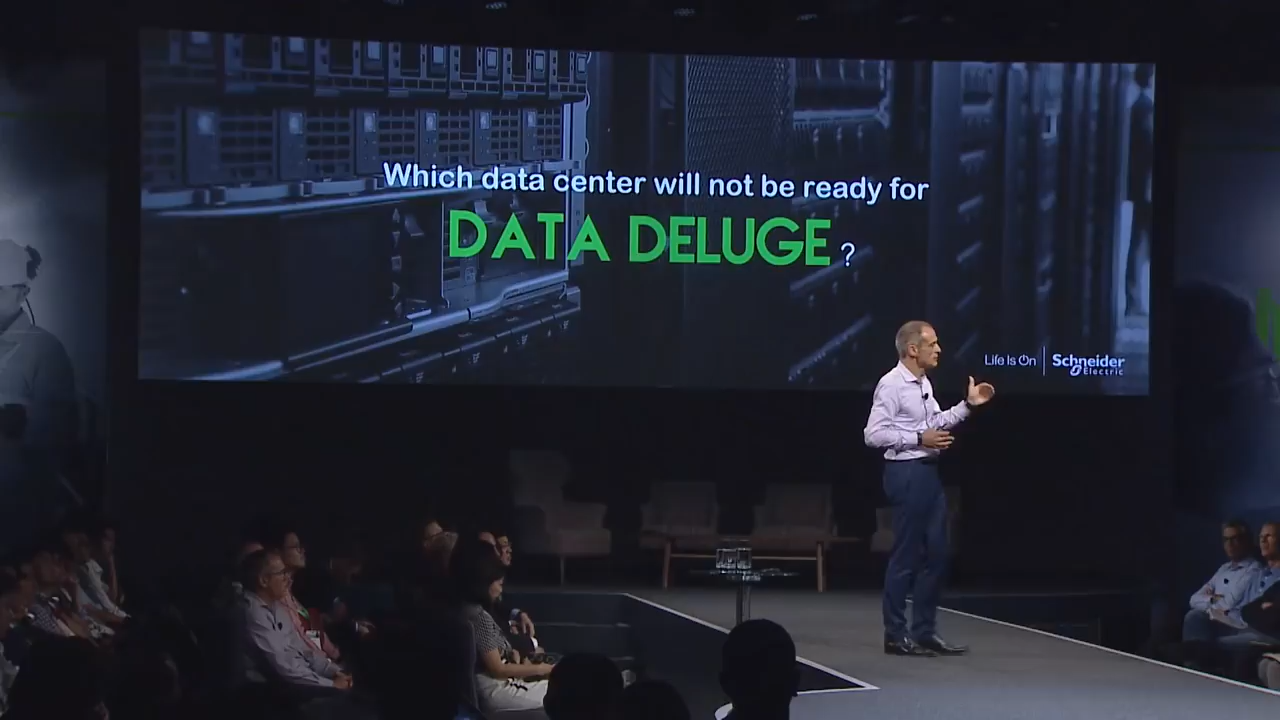 Which data center will not be ready for
DATA DELUGE ?
Life Is On | Schneider
Electric